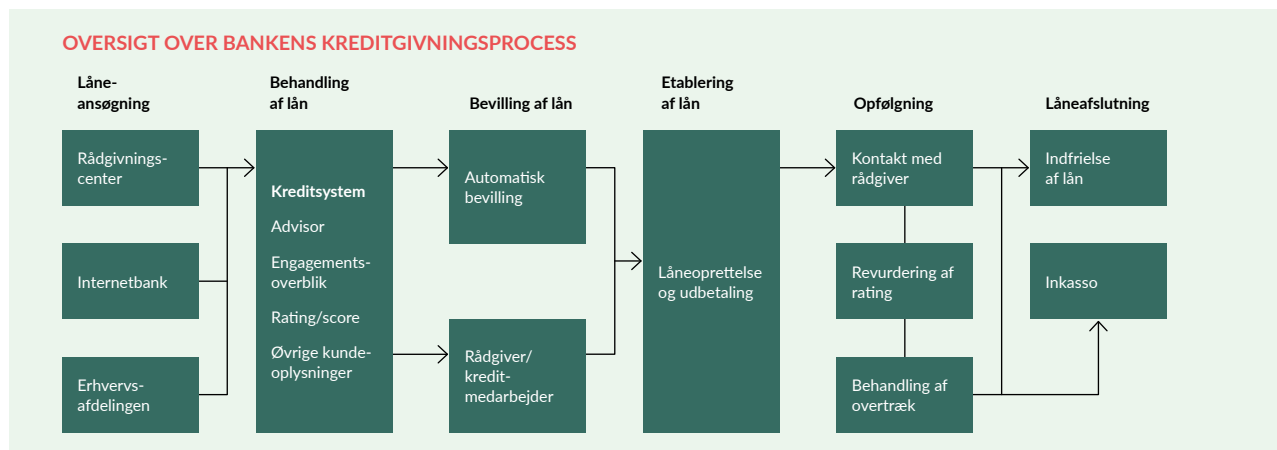 OVERSIGT OVER BANKENS KREDITGIVNINGSPROCESS
Låne-
ansøgning
Rådgivnings-
center
Internetbank
Erhvervs-
afdelingen
Behandling
af lån
Kreditsystem
Advisor
Engagements-
overblik
Rating/score
Øvrige kunde-
oplysninger
Bevilling af lån
Automatisk
bevilling
Rådgiver/
kredit-
medarbejder
Etablering
af lån
Låneoprettelse
og udbetaling
Opfølgning
Kontakt med
rådgiver
Revurdering af
rating
Behandling af
overtræk
Låneafslutning
Indfrielse
af lån
Inkasso